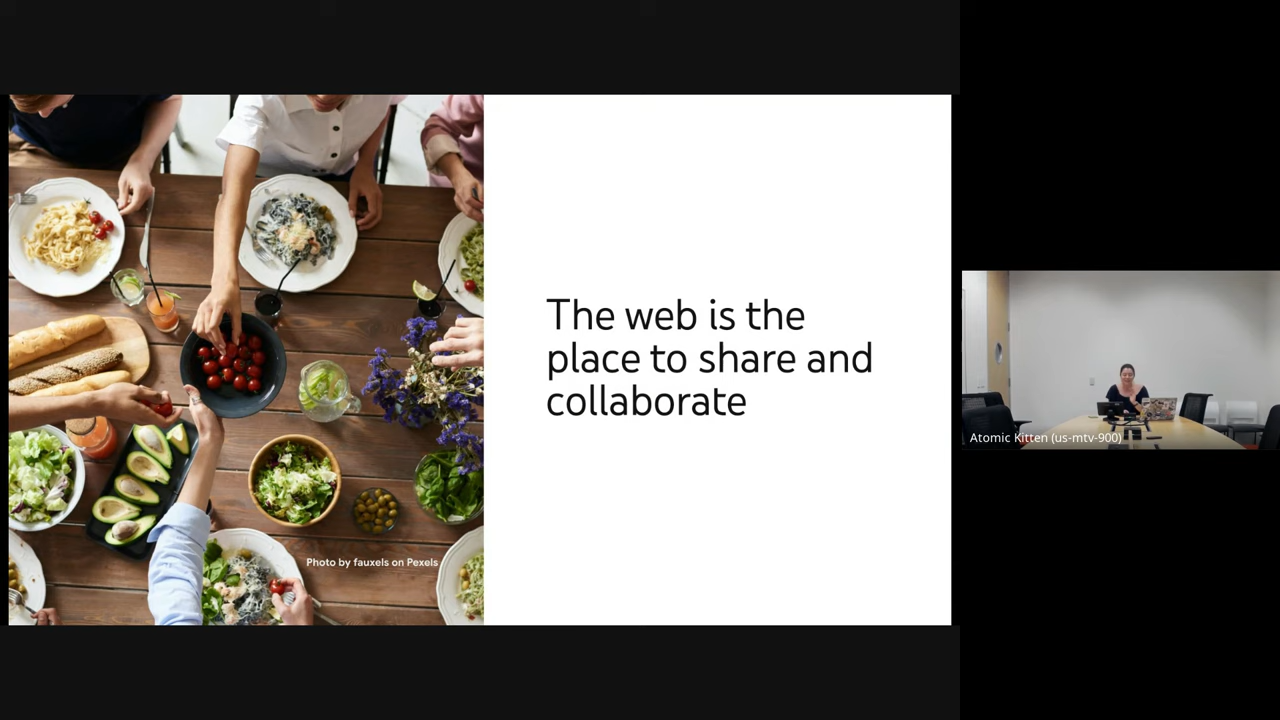 The web is the
place to share and
collaborate
Photo by fauxels on Pexels
Atomic Kitten (us-mtv-900)